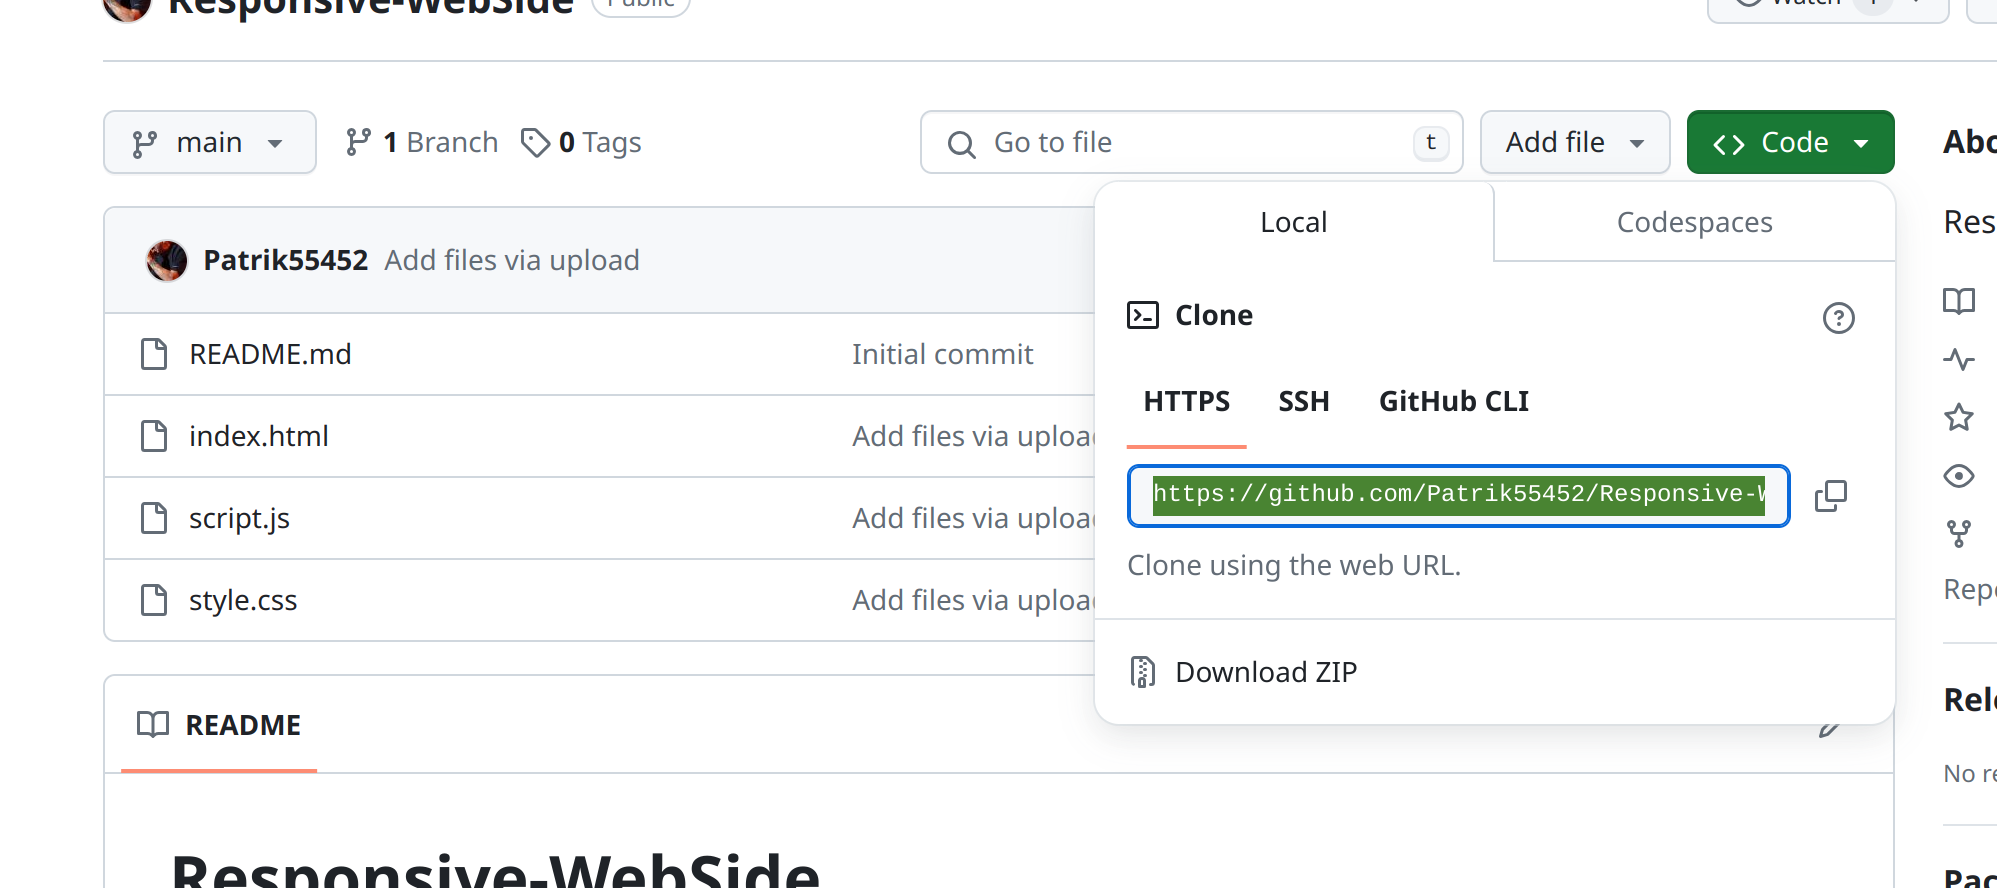 Responsive-WebSide Public
Watch
main 1 Branch 0 Tags Go to file t Add file Code
Local Codespaces
Patrik55452 Add files via upload
Clone
README.md Initial commit
HTTPS SSH GitHub CLI
index.html Add files via uploa
https://github.com/Patrik55452/Responsive-W
script.js Add files via uploa
Clone using the web URL.
style.css Add files via uploa
Download ZIP
README
Responsive-WebSide
Abo
Res
Repo
Rele
No re
Pac